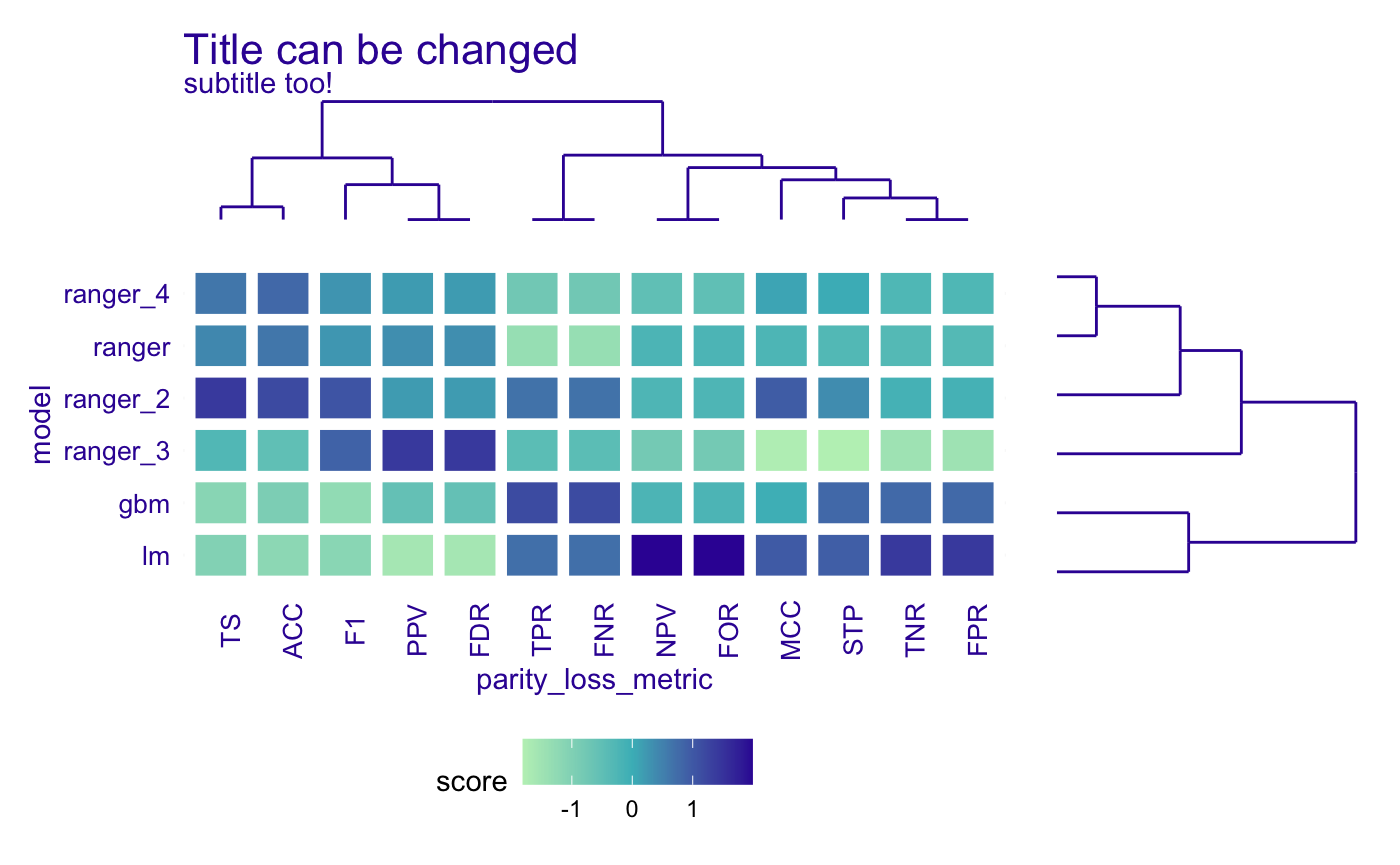 Title can be changed
subtitle too!
ranger_4
ranger
ranger_2
ranger_3
gbm
lm
model
TS ACC F1 PPV FDR TPR FNR NPV FOR MCC STP TNR FPR
parity_loss_metric
score
-1 0 1